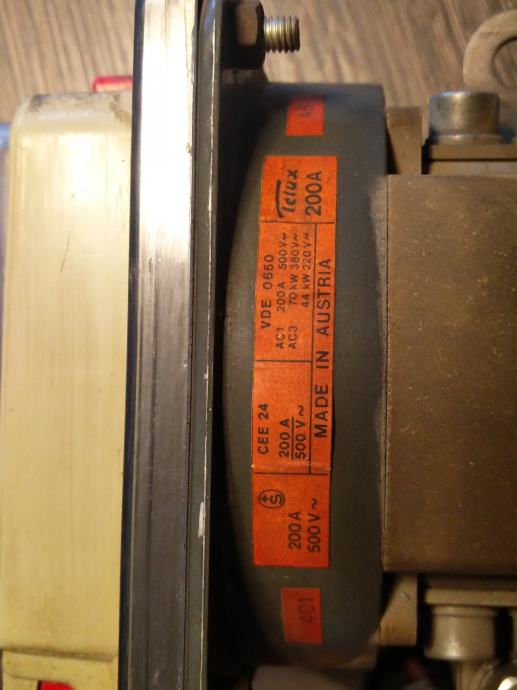 4C1
200 A
500 V ~
CEE 24
200 A
500 V ~
VDE 0660
AC1 200 A 500 V~
AC3 70 kW 380 V~
44 kW 220 V~
MADE IN AUSTRIA
Telux
200A